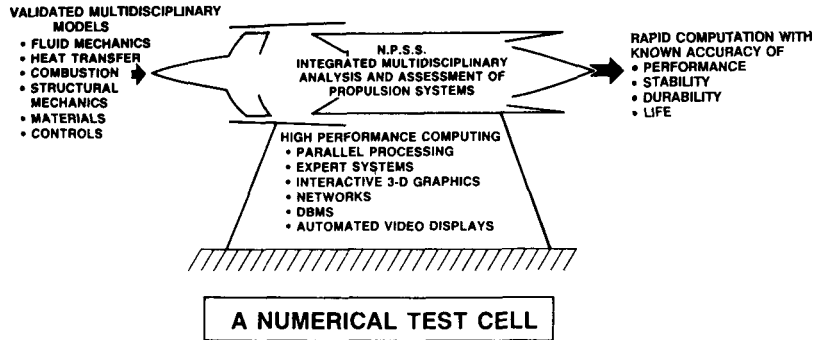 VALIDATED MULTIDISCIPLINARY
MODELS
• FLUID MECHANICS
• HEAT TRANSFER
• COMBUSTION
• STRUCTURAL
MECHANICS
• MATERIALS
• CONTROLS
N.P.S.S.
INTEGRATED MULTIDISCIPLINARY
ANALYSIS AND ASSESSMENT OF
PROPULSION SYSTEMS
RAPID COMPUTATION WITH
KNOWN ACCURACY OF
• PERFORMANCE
• STABILITY
• DURABILITY
• LIFE
HIGH PERFORMANCE COMPUTING
• PARALLEL PROCESSING
• EXPERT SYSTEMS
• INTERACTIVE 3-D GRAPHICS
• NETWORKS
• DBMS
• AUTOMATED VIDEO DISPLAYS
A NUMERICAL TEST CELL